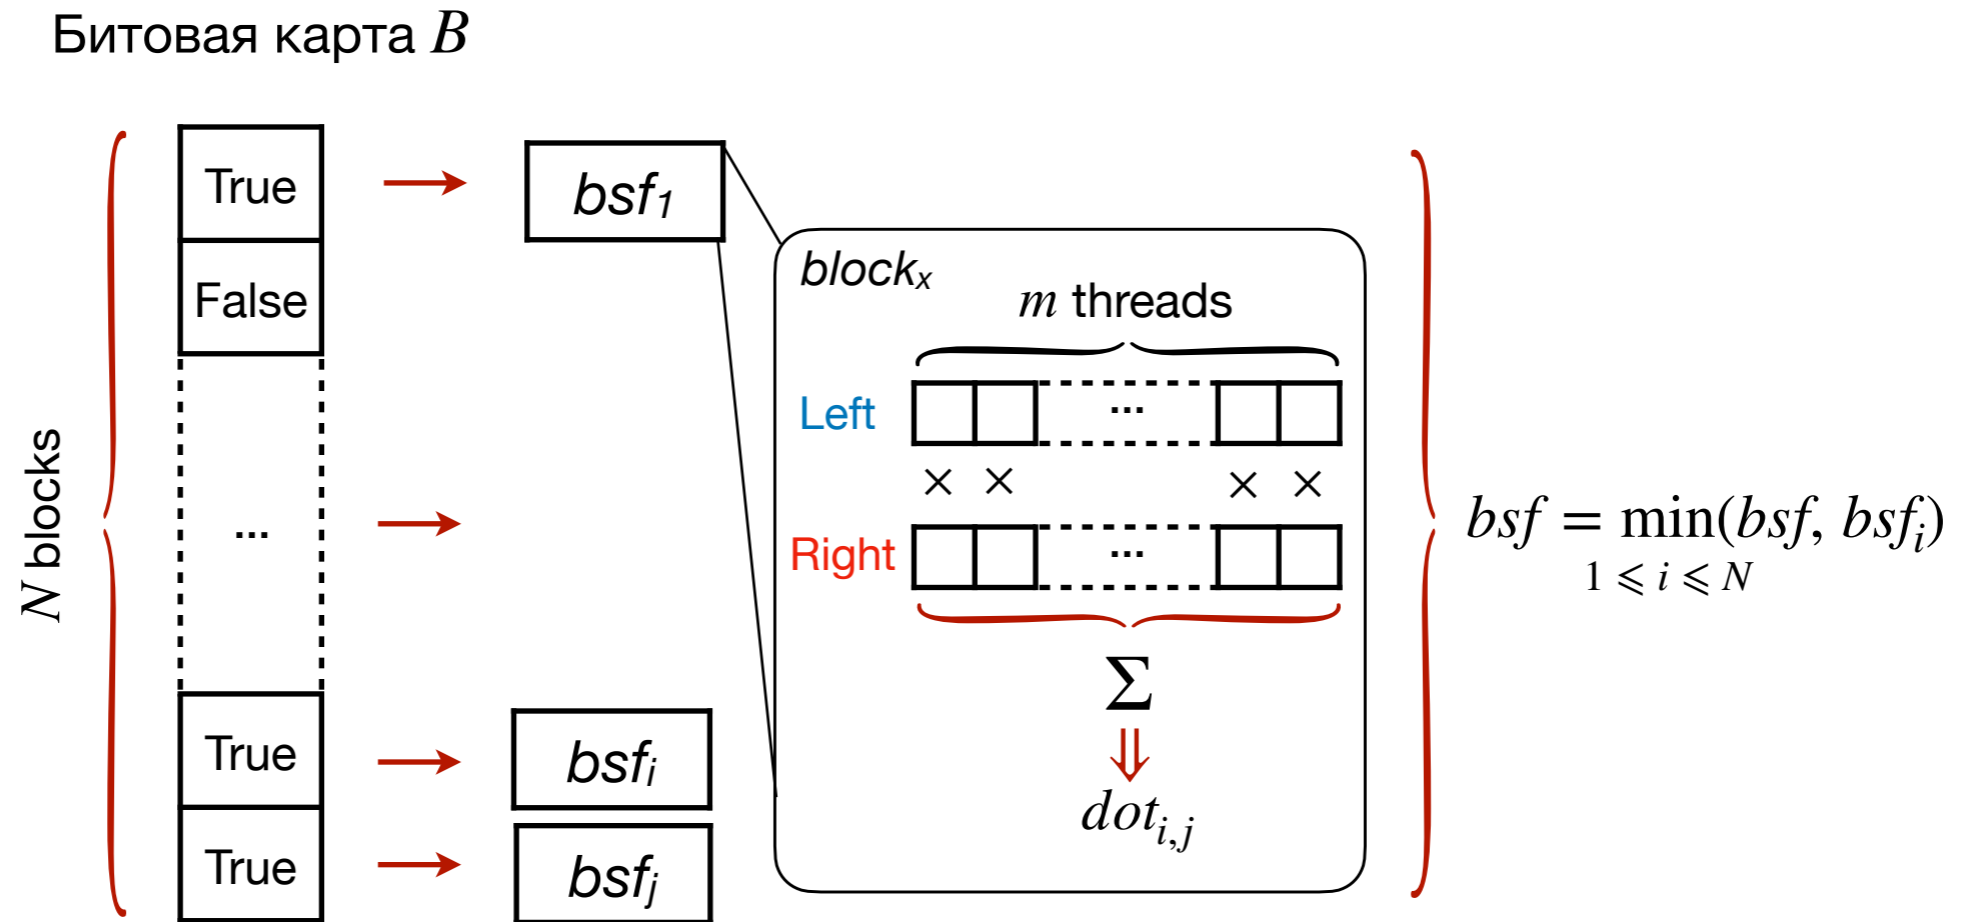 Битовая карта B
N blocks
True
False
...
True
True
bsf₁
bsfᵢ
bsfⱼ
blockₓ
m threads
Left
...
× × × ×
Right
...
Σ
⇓
dotᵢ,ⱼ
bsf = min(bsf, bsfᵢ)
1 ⩽ i ⩽ N